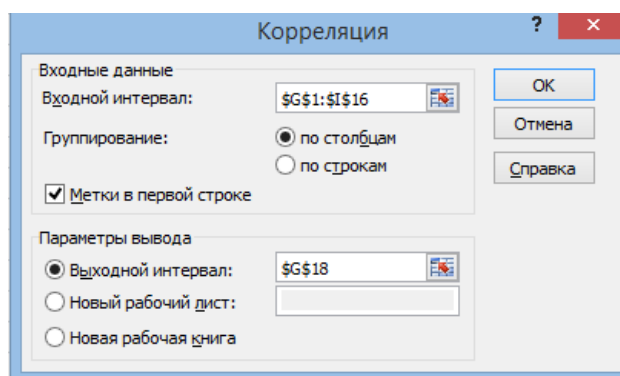 Корреляция ? ×
Входные данные
Входной интервал: $G$1:$I$16
Группирование: по столбцам
по строкам
Метки в первой строке
Параметры вывода
Выходной интервал: $G$18
Новый рабочий лист:
Новая рабочая книга
ОК
Отмена
Справка